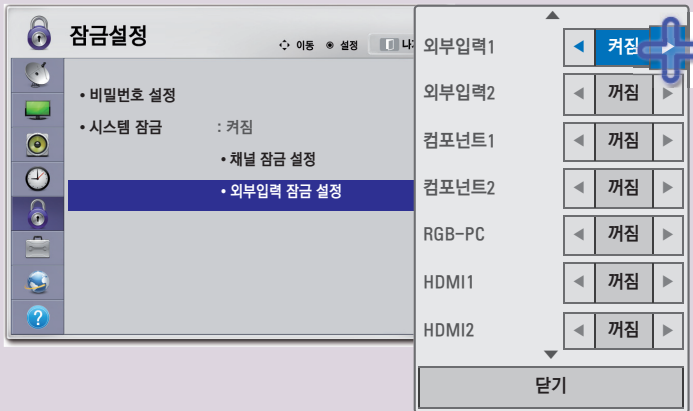 잠금설정
이동 설정 나
• 비밀번호 설정
• 시스템 잠금 : 켜짐
• 채널 잠금 설정
• 외부입력 잠금 설정
외부입력1 ◀ 켜짐
외부입력2 ◀ 꺼짐 ▶
컴포넌트1 ◀ 꺼짐 ▶
컴포넌트2 ◀ 꺼짐 ▶
RGB-PC ◀ 꺼짐 ▶
HDMI1 ◀ 꺼짐 ▶
HDMI2 ◀ 꺼짐 ▶
닫기